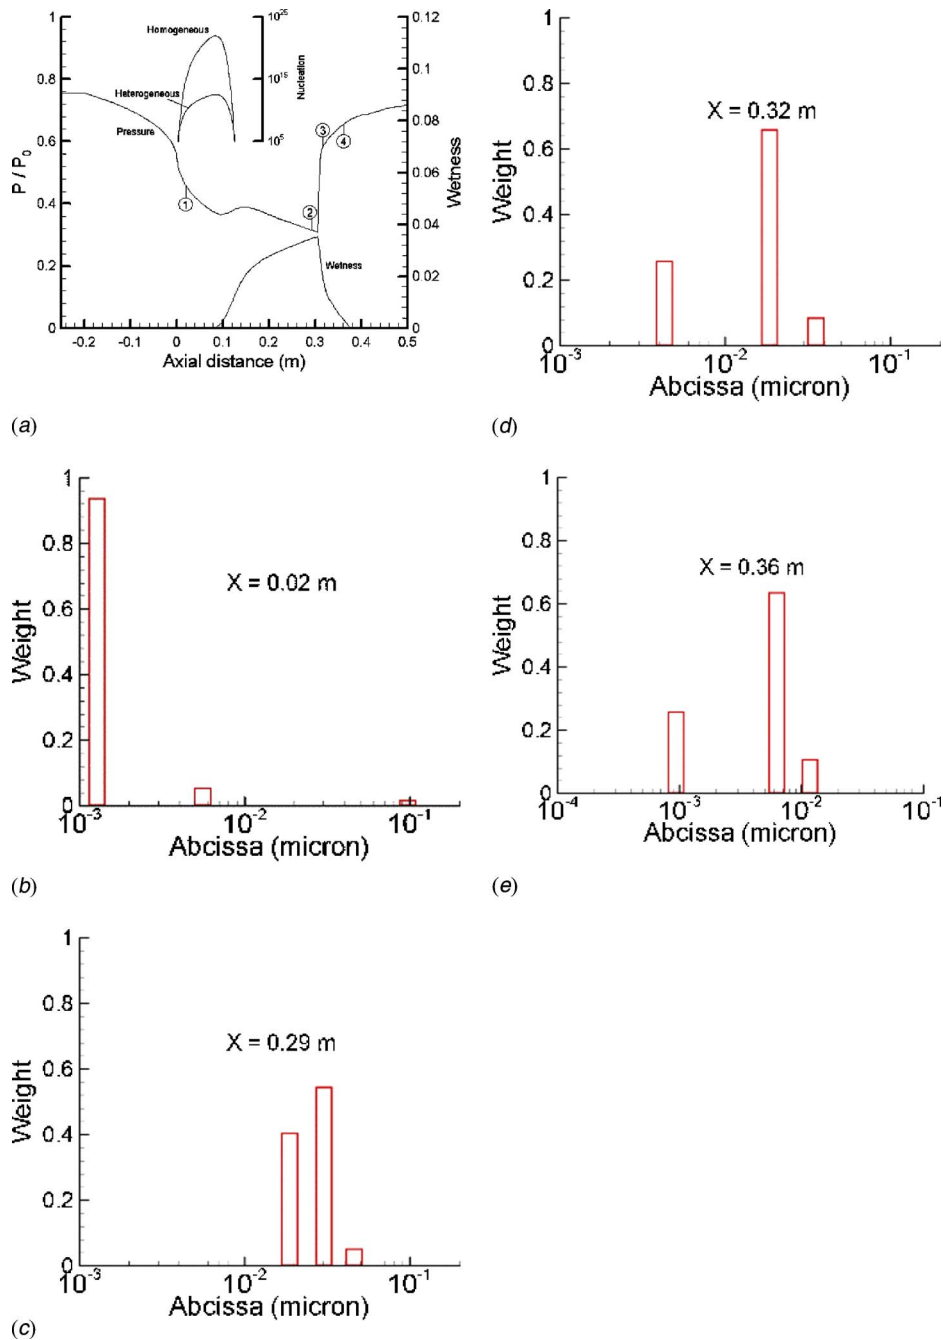 1
0.8
0.6
0.4
0.2
0
P / P0
-0.2
-0.1
0
0.1
0.2
0.3
0.4
0.5
Axial distance (m)
0.12
0.1
0.08
0.06
0.04
0.02
0
Wetness
10^25
10^15
10^5
Nucleation
Homogeneous
Heterogeneous
Pressure
Wetness
1
2
3
4
(a)
1
0.8
0.6
0.4
0.2
0
Weight
X = 0.32 m
10^-3
10^-2
10^-1
Abcissa (micron)
(d)
1
0.8
0.6
0.4
0.2
0
Weight
X = 0.02 m
10^-3
10^-2
10^-1
Abcissa (micron)
(b)
1
0.8
0.6
0.4
0.2
0
Weight
X = 0.36 m
10^-4
10^-3
10^-2
10^-1
Abcissa (micron)
(e)
1
0.8
0.6
0.4
0.2
0
Weight
X = 0.29 m
10^-3
10^-2
10^-1
Abcissa (micron)
(c)